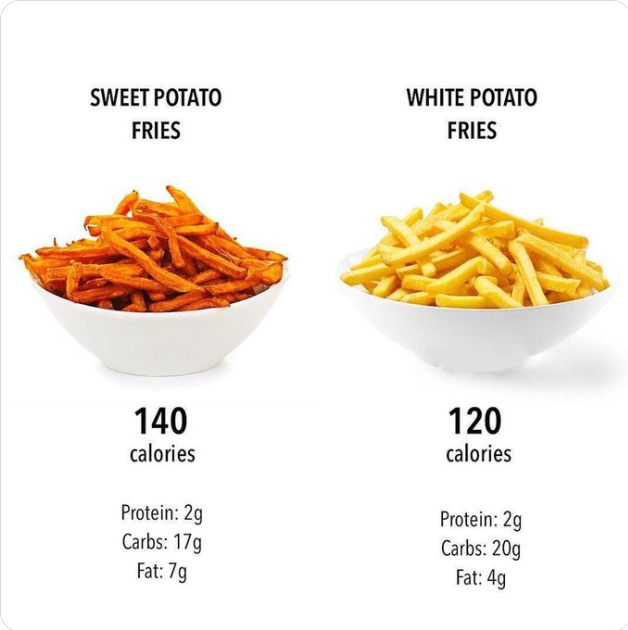 SWEET POTATO
FRIES
140
calories
Protein: 2g
Carbs: 17g
Fat: 7g
WHITE POTATO
FRIES
120
calories
Protein: 2g
Carbs: 20g
Fat: 4g